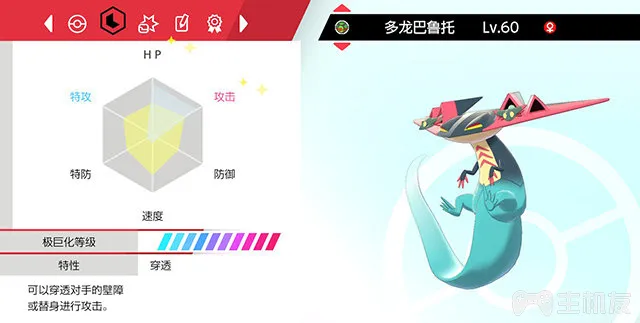 多龙巴鲁托 Lv.60
HP
特攻 攻击
特防 防御
速度
极巨化等级
特性 穿透
可以穿透对手的壁障
或替身进行攻击。
主机友